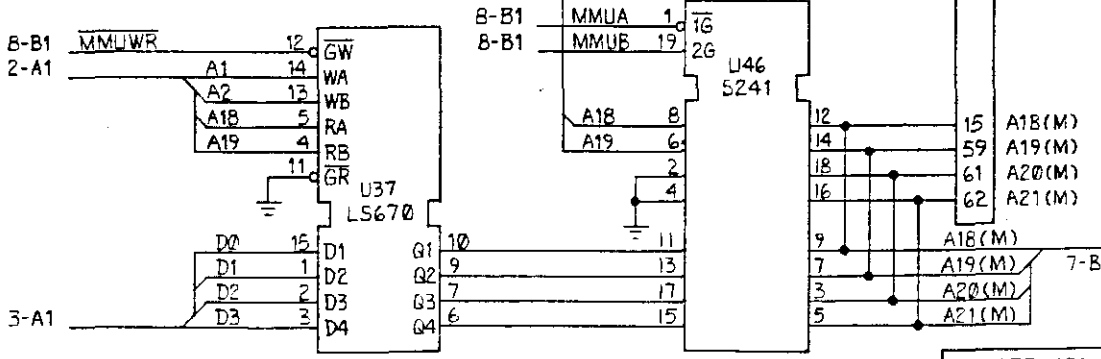 8-B1 MMUWR 12 GW
2-A1 A1 14 WA
A2 13 WB
A18 5 RA
A19 4 RB
11 GR
U37
LS670
D0 15 D1 Q1 10
D1 1 D2 Q2 9
D2 2 D3 Q3 7
3-A1 D3 3 D4 Q4 6
8-B1 MMUA 1 1G
8-B1 MMUB 19 2G
U46
S241
A18 8 12
A19 6 14
2 18
4 16
11 9
13 7
17 3
15 5
15 A18(M)
59 A19(M)
61 A20(M)
62 A21(M)
A18(M)
A19(M) 7-B
A20(M)
A21(M)